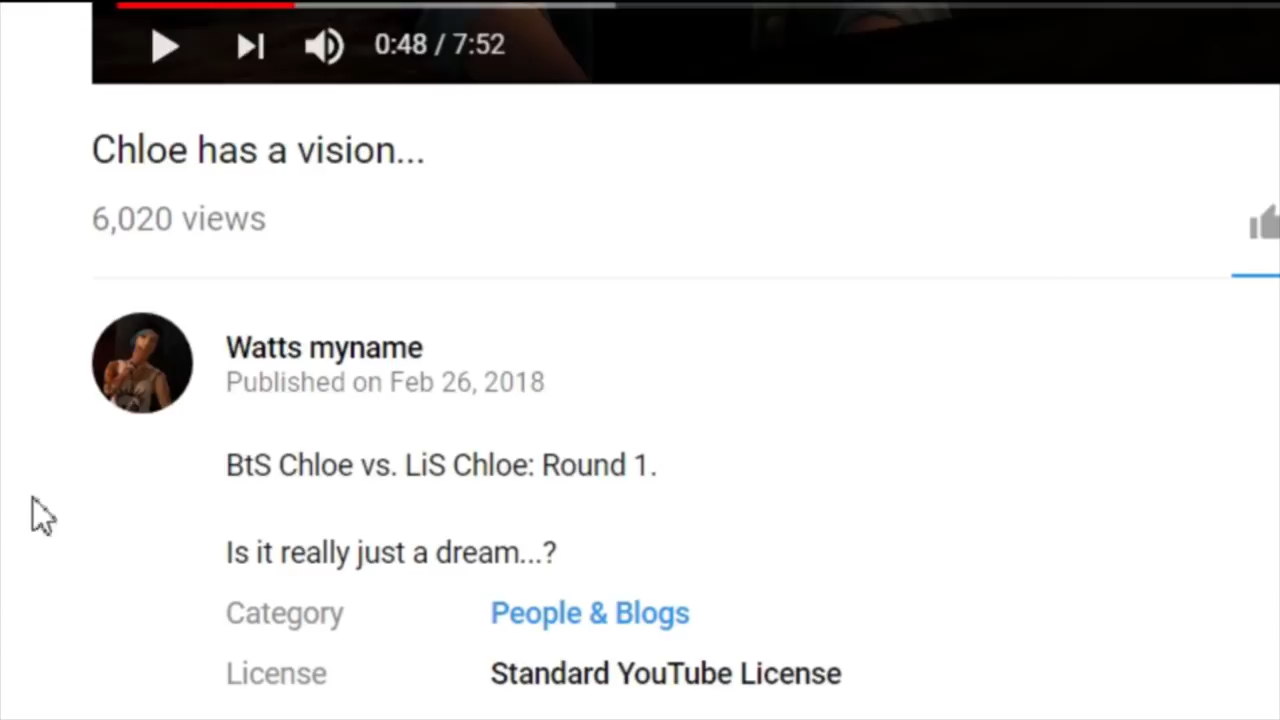 0:48 / 7:52
Chloe has a vision...
6,020 views
Watts myname
Published on Feb 26, 2018
BtS Chloe vs. LiS Chloe: Round 1.
Is it really just a dream...?
Category People & Blogs
License Standard YouTube License